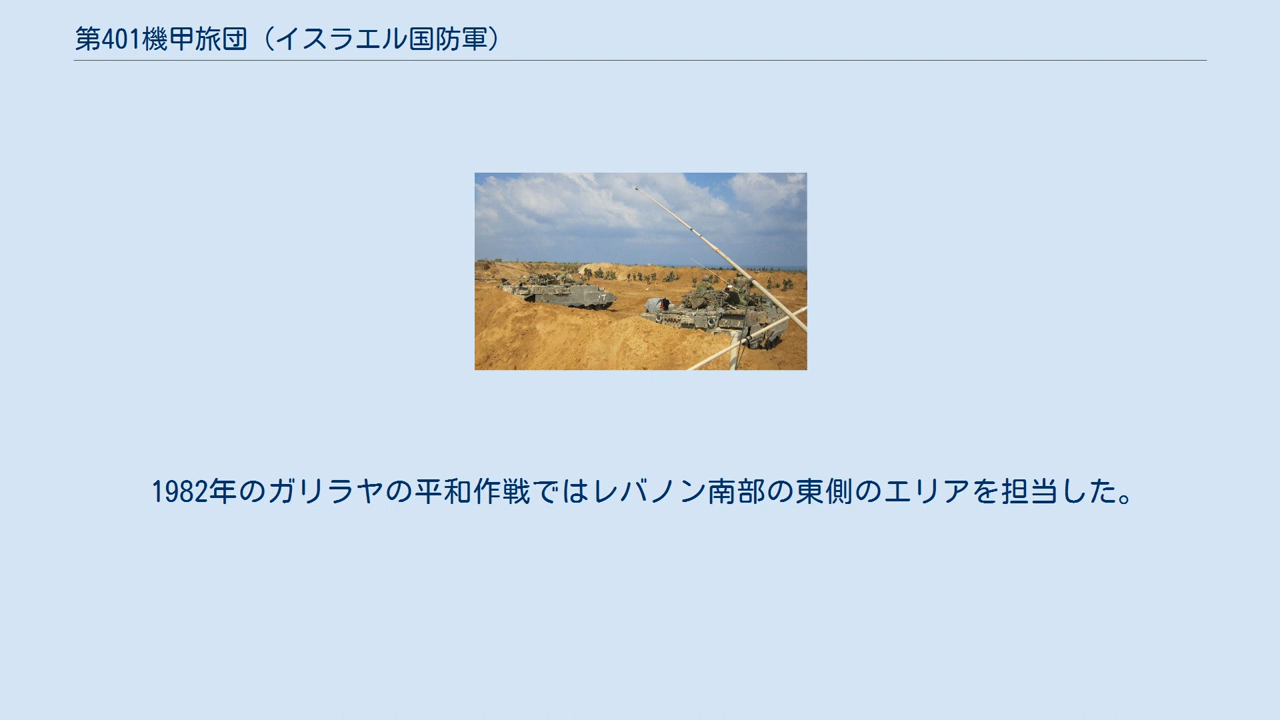 第401機甲旅団（イスラエル国防軍）
1982年のガリラヤの平和作戦ではレバノン南部の東側のエリアを担当した。